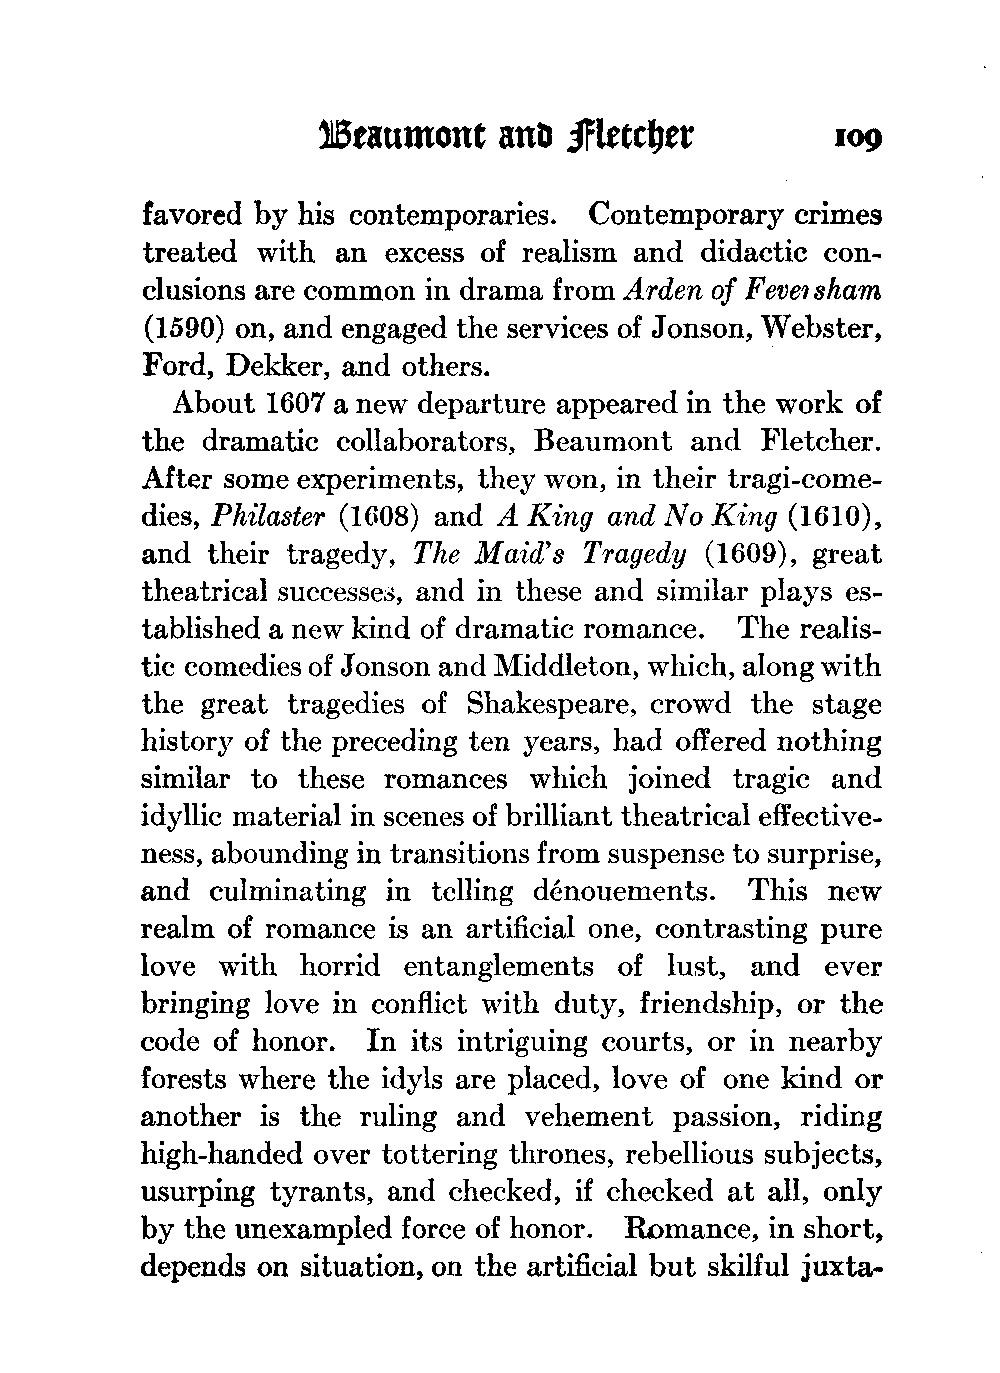 Beaumont and Fletcher 109
favored by his contemporaries. Contemporary crimes
treated with an excess of realism and didactic con-
clusions are common in drama from Arden of Feversham
(1590) on, and engaged the services of Jonson, Webster,
Ford, Dekker, and others.
About 1607 a new departure appeared in the work of
the dramatic collaborators, Beaumont and Fletcher.
After some experiments, they won, in their tragi-come-
dies, Philaster (1608) and A King and No King (1610),
and their tragedy, The Maid's Tragedy (1609), great
theatrical successes, and in these and similar plays es-
tablished a new kind of dramatic romance. The realis-
tic comedies of Jonson and Middleton, which, along with
the great tragedies of Shakespeare, crowd the stage
history of the preceding ten years, had offered nothing
similar to these romances which joined tragic and
idyllic material in scenes of brilliant theatrical effective-
ness, abounding in transitions from suspense to surprise,
and culminating in telling dénouements. This new
realm of romance is an artificial one, contrasting pure
love with horrid entanglements of lust, and ever
bringing love in conflict with duty, friendship, or the
code of honor. In its intriguing courts, or in nearby
forests where the idyls are placed, love of one kind or
another is the ruling and vehement passion, riding
high-handed over tottering thrones, rebellious subjects,
usurping tyrants, and checked, if checked at all, only
by the unexampled force of honor. Romance, in short,
depends on situation, on the artificial but skilful juxta-